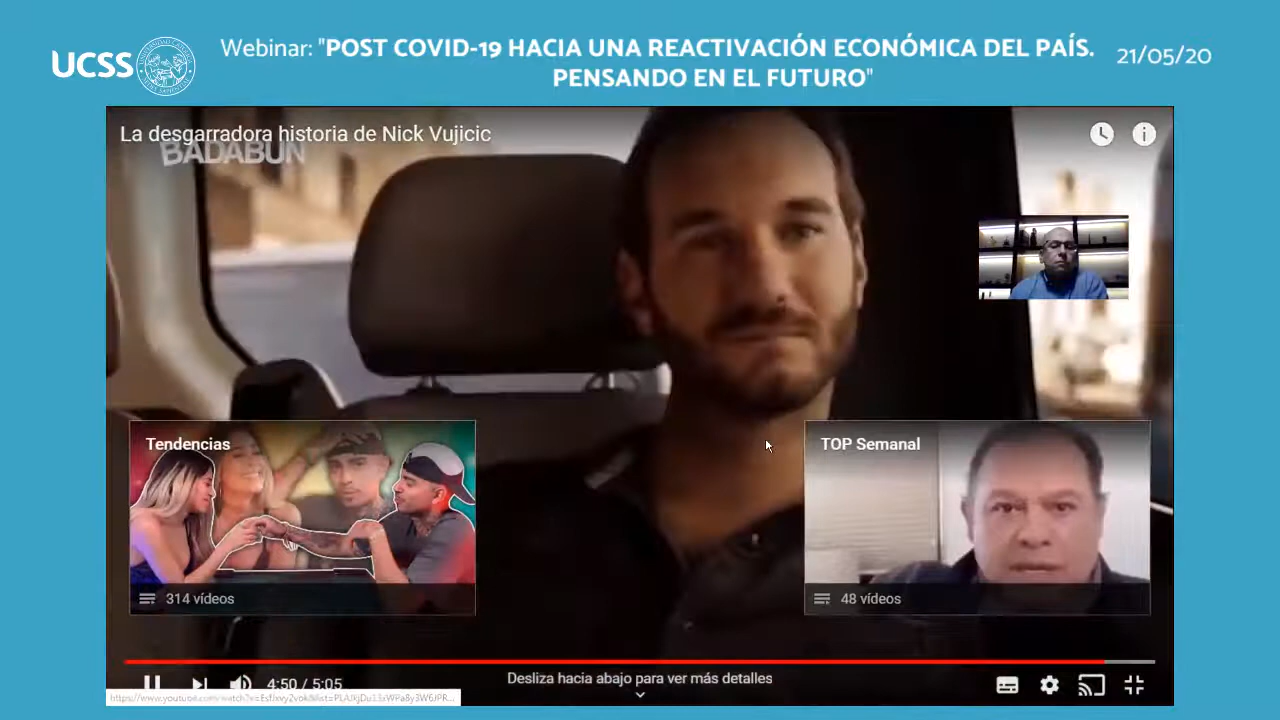 UCSS
Webinar: "POST COVID-19 HACIA UNA REACTIVACIÓN ECONÓMICA DEL PAÍS.
PENSANDO EN EL FUTURO"
21/05/20
La desgarradora historia de Nick Vujicic
BADABUN
Tendencias
314 vídeos
TOP Semanal
48 vídeos
4:50 / 5:05
Desliza hacia abajo para ver más detalles